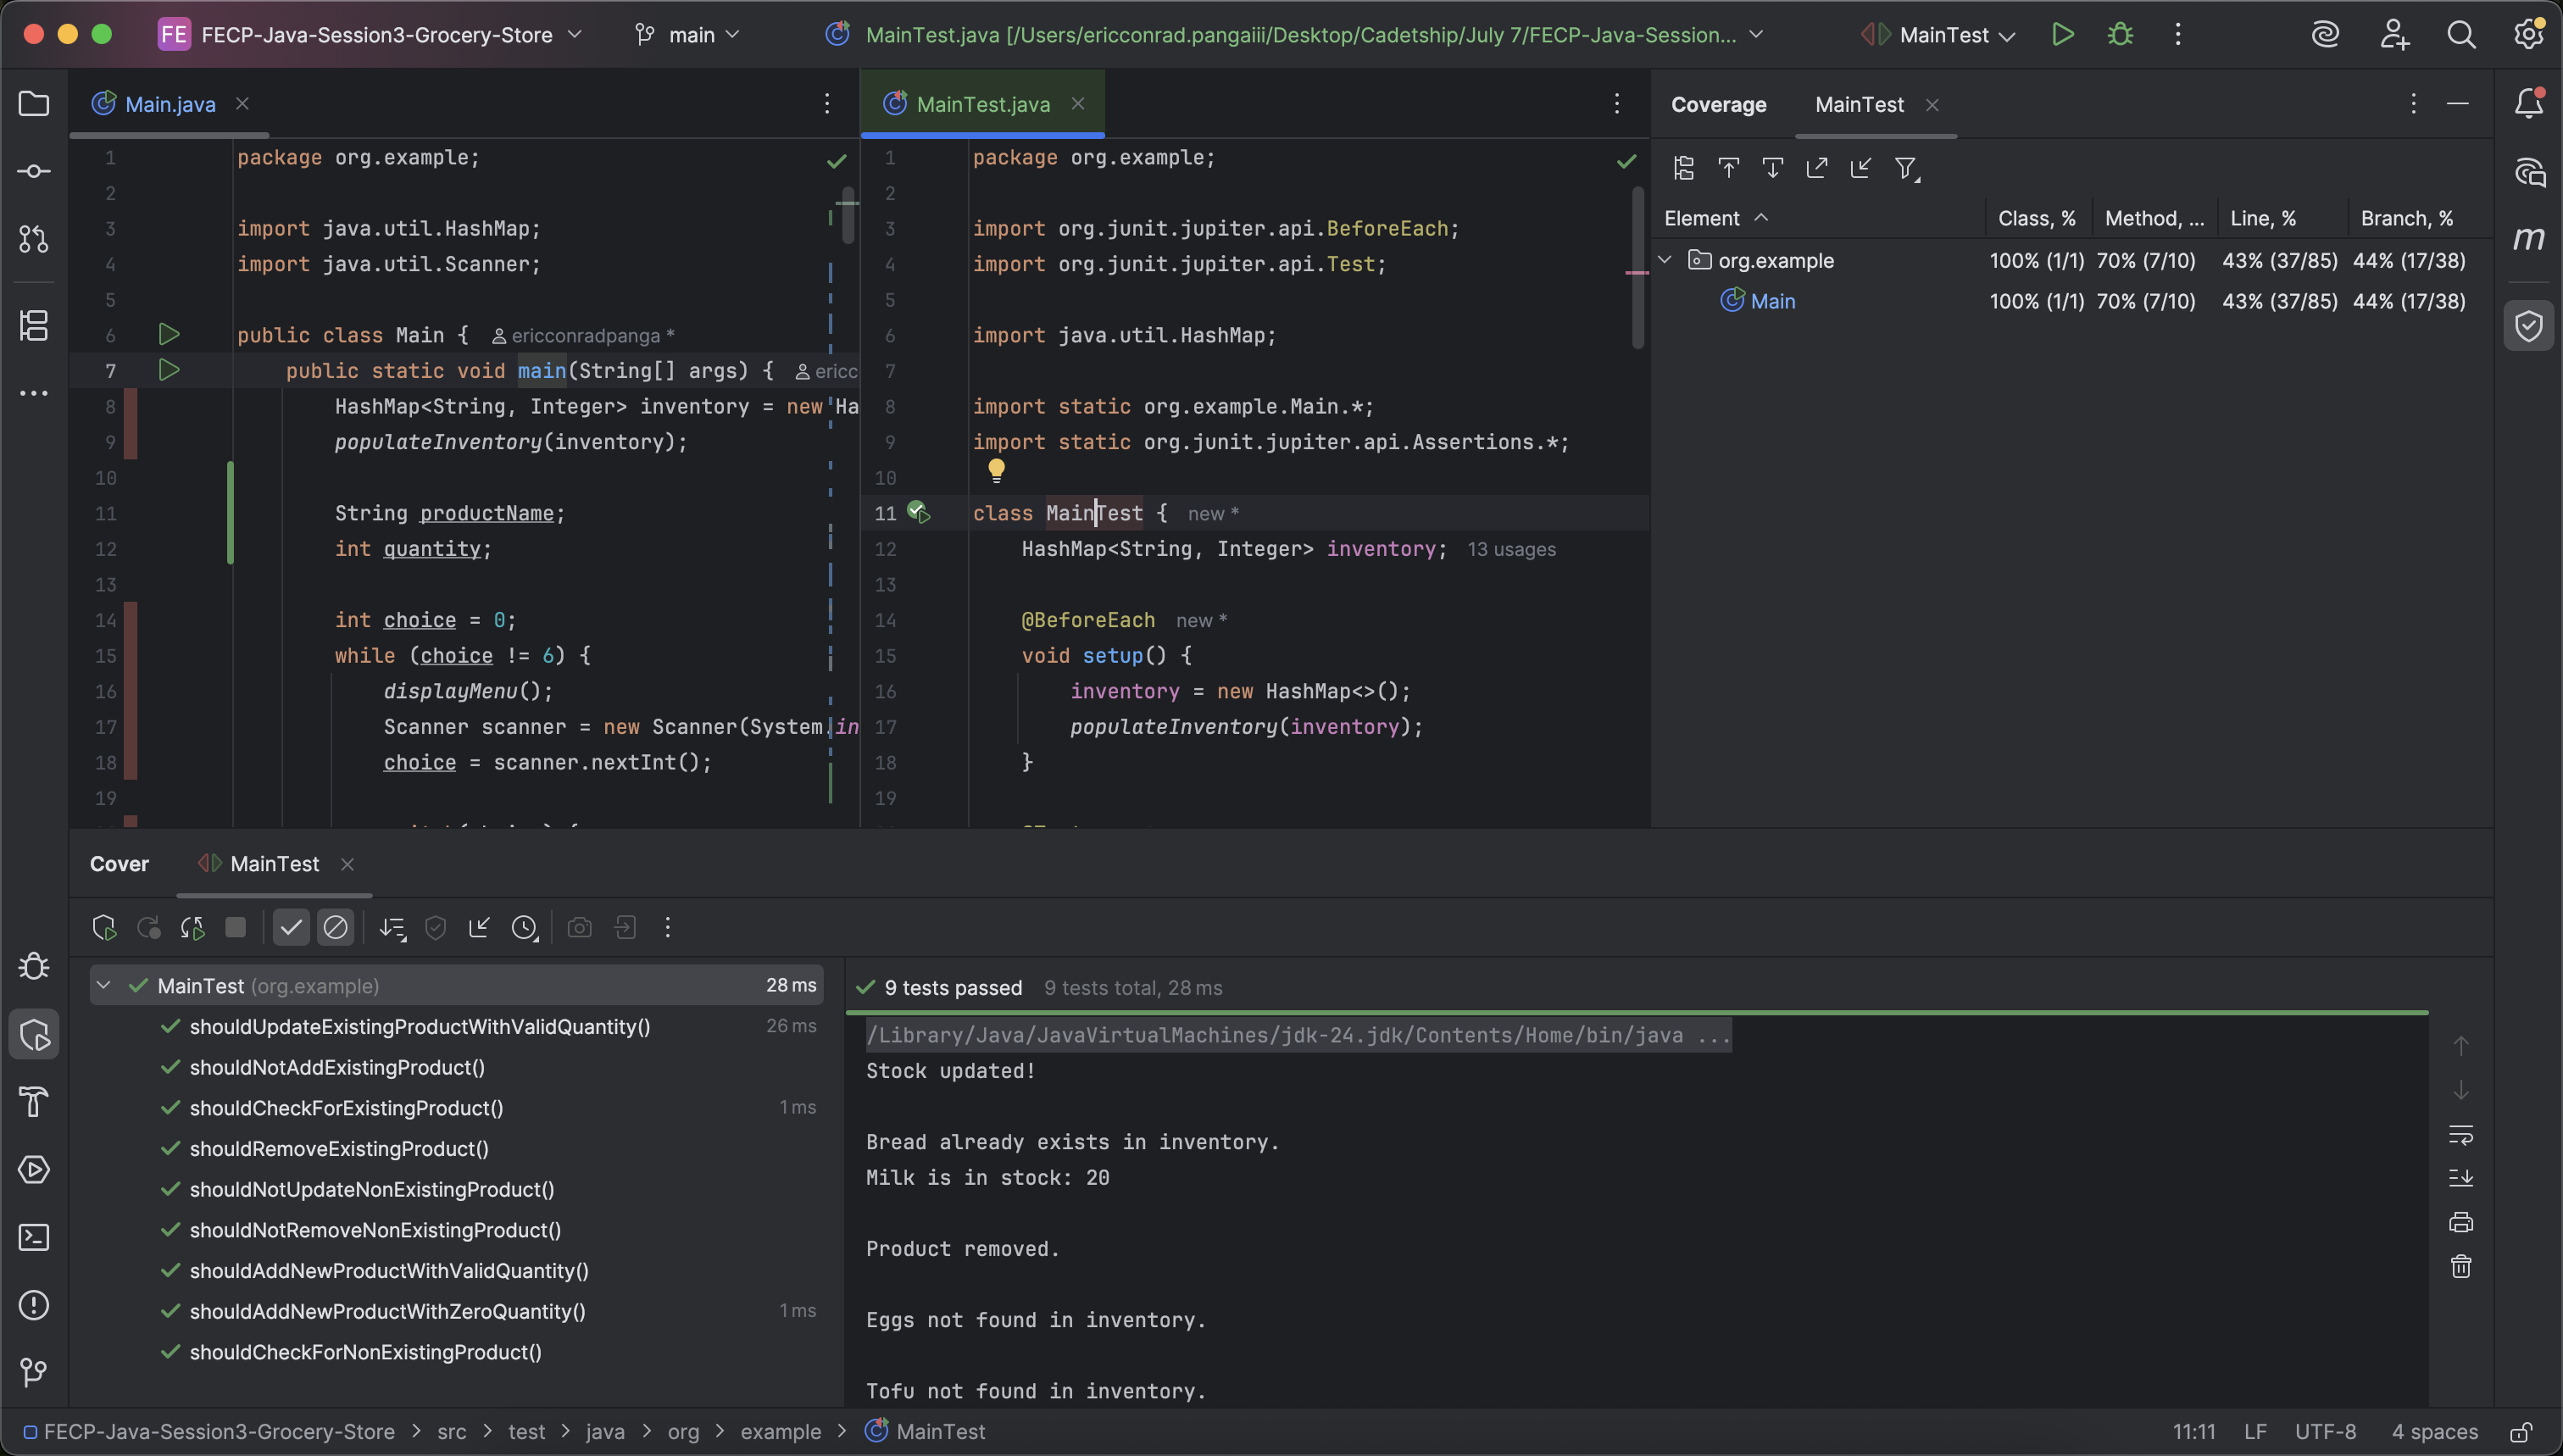 FE FECP-Java-Session3-Grocery-Store main MainTest.java [/Users/ericconrad.pangaiii/Desktop/Cadetship/July 7/FECP-Java-Session... MainTest
Main.java
1 package org.example;
2
3 import java.util.HashMap;
4 import java.util.Scanner;
5
6 public class Main { ericconradpanga *
7 public static void main(String[] args) { ericc
8 HashMap<String, Integer> inventory = new Ha
9 populateInventory(inventory);
10
11 String productName;
12 int quantity;
13
14 int choice = 0;
15 while (choice != 6) {
16 displayMenu();
17 Scanner scanner = new Scanner(System.in
18 choice = scanner.nextInt();
19
MainTest.java
1 package org.example;
2
3 import org.junit.jupiter.api.BeforeEach;
4 import org.junit.jupiter.api.Test;
5
6 import java.util.HashMap;
7
8 import static org.example.Main.*;
9 import static org.junit.jupiter.api.Assertions.*;
10
11 class MainTest { new *
12 HashMap<String, Integer> inventory; 13 usages
13
14 @BeforeEach new *
15 void setup() {
16 inventory = new HashMap<>();
17 populateInventory(inventory);
18 }
19
Coverage MainTest
Element Class, % Method, ... Line, % Branch, %
org.example 100% (1/1) 70% (7/10) 43% (37/85) 44% (17/38)
Main 100% (1/1) 70% (7/10) 43% (37/85) 44% (17/38)
m
Cover MainTest
MainTest (org.example) 28 ms
shouldUpdateExistingProductWithValidQuantity() 26 ms
shouldNotAddExistingProduct()
shouldCheckForExistingProduct() 1 ms
shouldRemoveExistingProduct()
shouldNotUpdateNonExistingProduct()
shouldNotRemoveNonExistingProduct()
shouldAddNewProductWithValidQuantity()
shouldAddNewProductWithZeroQuantity() 1 ms
shouldCheckForNonExistingProduct()
9 tests passed 9 tests total, 28 ms
/Library/Java/JavaVirtualMachines/jdk-24.jdk/Contents/Home/bin/java ...
Stock updated!
Bread already exists in inventory.
Milk is in stock: 20
Product removed.
Eggs not found in inventory.
Tofu not found in inventory.
FECP-Java-Session3-Grocery-Store > src > test > java > org > example > MainTest 11:11 LF UTF-8 4 spaces